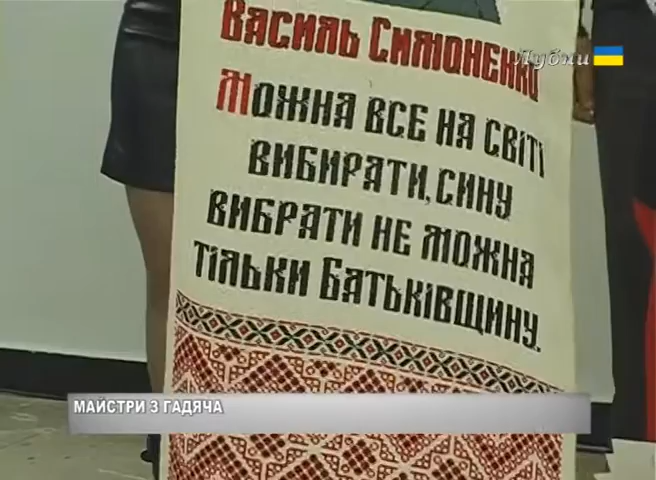 Василь Симоненко
Лубни
Можна все на світі
вибирати, сину
вибрати не можна
тільки Батьківщину.
МАЙСТРИ З ГАДЯЧА